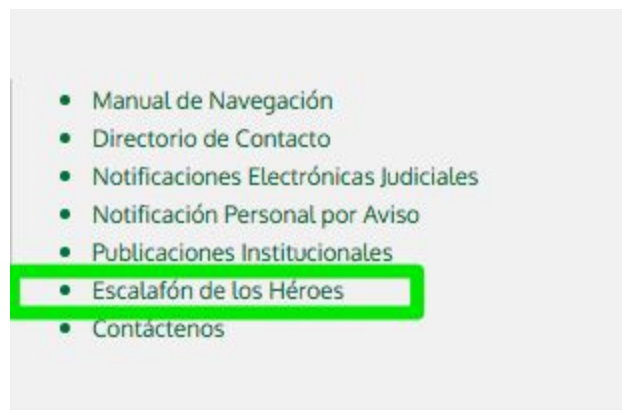 Manual de Navegación
Directorio de Contacto
Notificaciones Electrónicas Judiciales
Notificación Personal por Aviso
Publicaciones Institucionales
Escalafón de los Héroes
Contáctenos